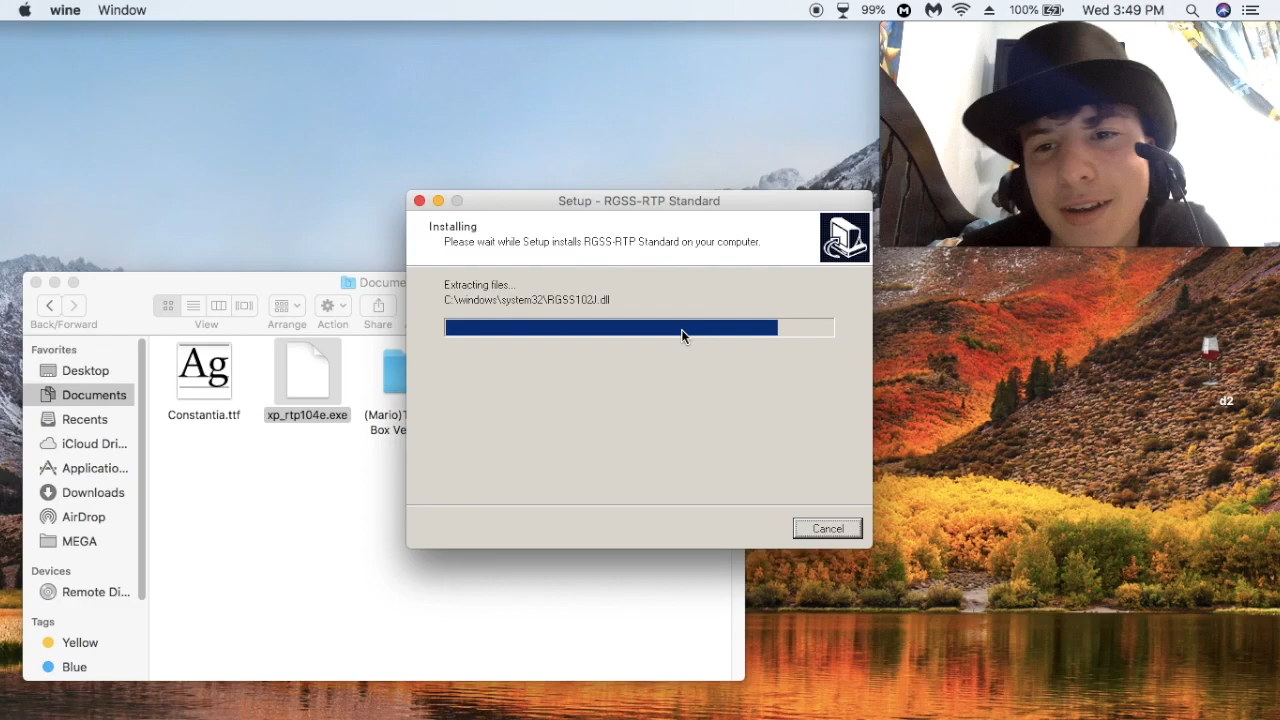 wine Window 99% 100% Wed 3:49 PM
Setup - RGSS-RTP Standard
Installing
Please wait while Setup installs RGSS-RTP Standard on your computer.
Extracting files...
C:\windows\system32\RGSS102J.dll
Cancel
Docume
Back/Forward View Arrange Action Share
Favorites
Desktop
Documents
Recents
iCloud Dri...
Applicatio...
Downloads
AirDrop
MEGA
Devices
Remote Di...
Tags
Yellow
Blue
Ag
Constantia.ttf
xp_rtp104e.exe
(Mario)T
Box Ve
d2